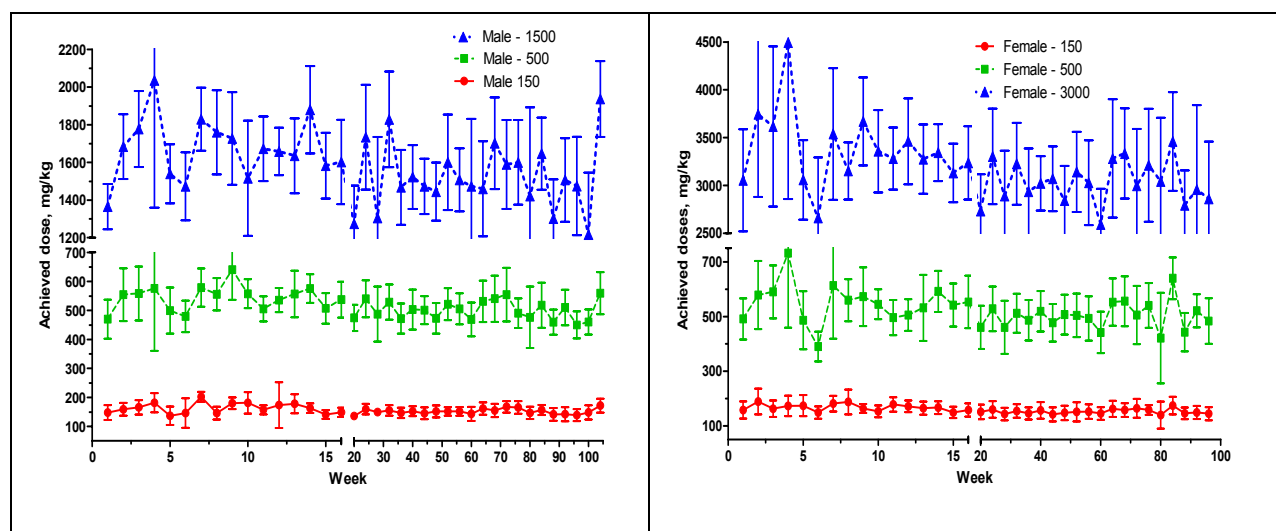 Male - 1500
Male - 500
Male 150
Achieved doses, mg/kg
2200
2000
1800
1600
1400
1200
700
600
500
400
300
200
150
100
0 5 10 15 20 30 40 50 60 70 80 90 100
Week
Female - 150
Female - 500
Female - 3000
Achieved doses, mg/kg
4500
4000
3500
3000
2500
700
500
300
100
0 5 10 15 20 40 60 80 100
Week